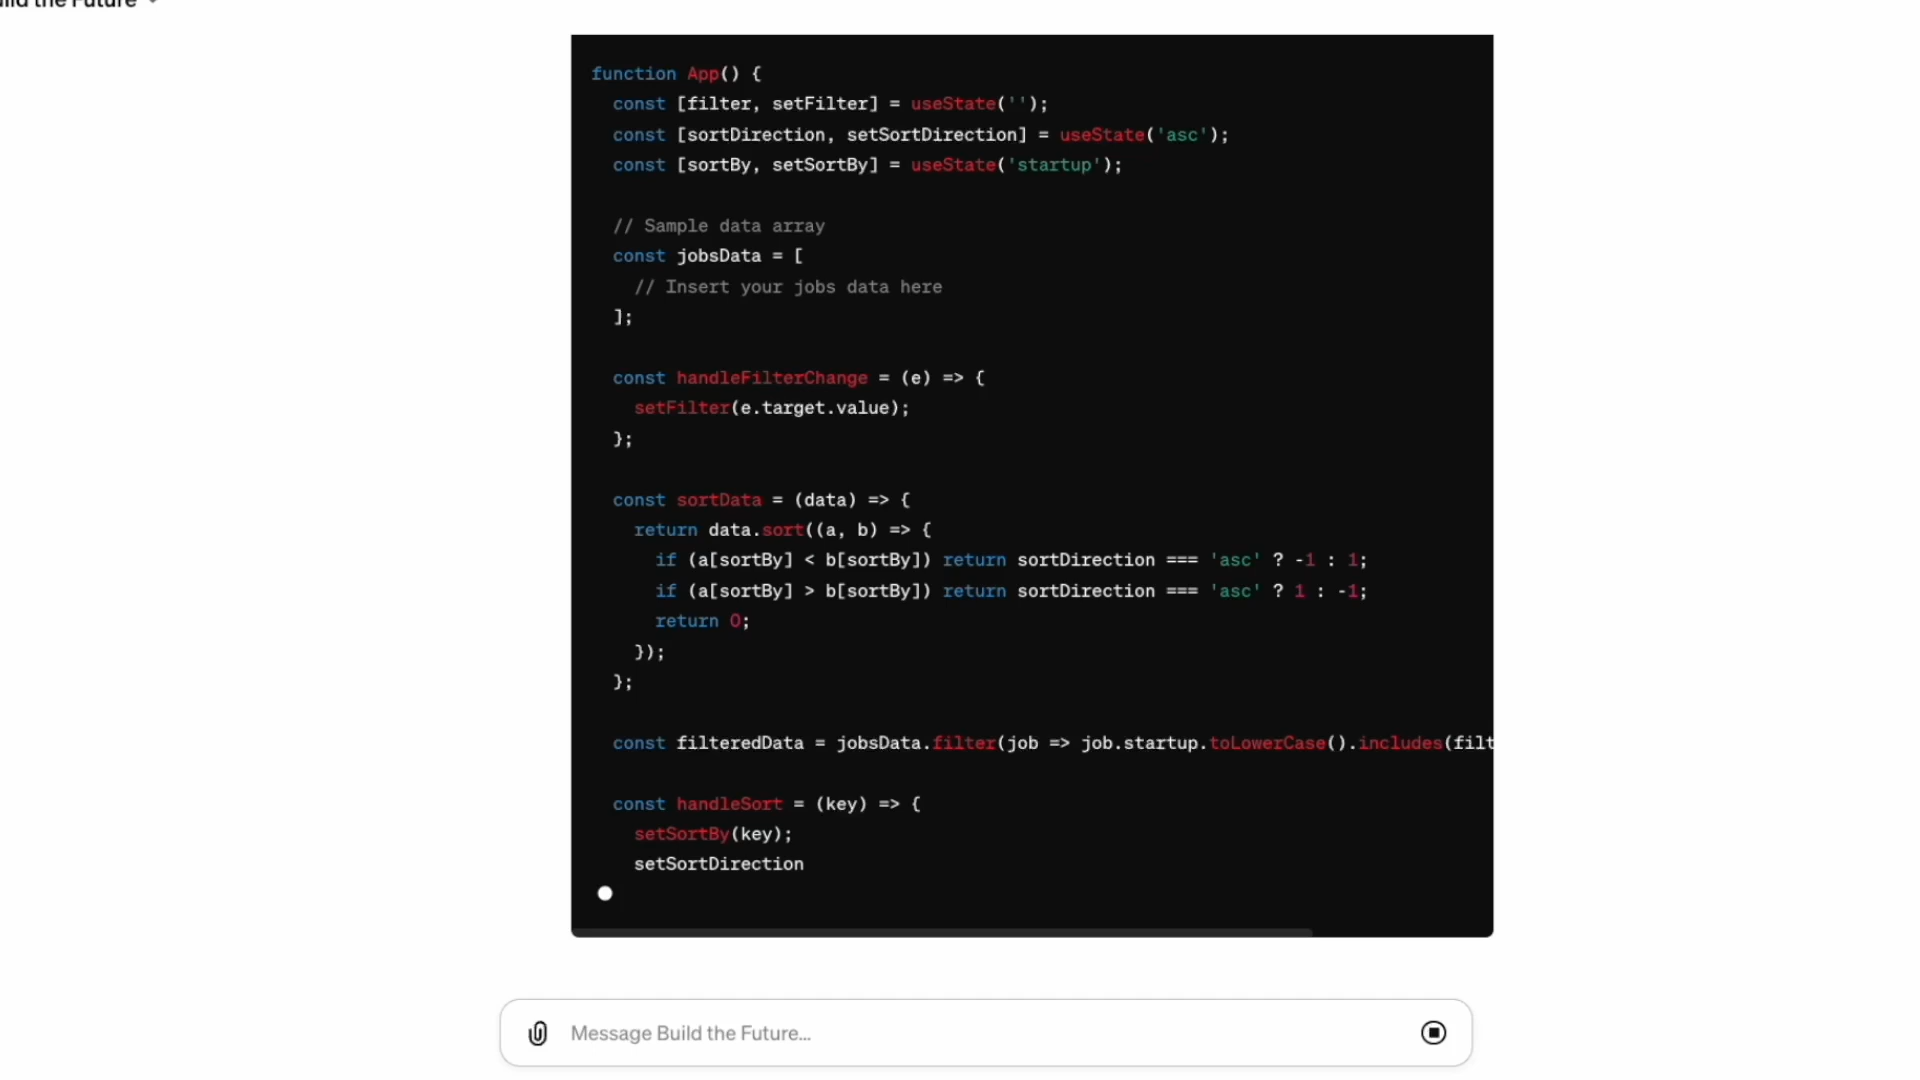 the Future
function App() {
const [filter, setFilter] = useState('');
const [sortDirection, setSortDirection] = useState('asc');
const [sortBy, setSortBy] = useState('startup');
// Sample data array
const jobsData = [
// Insert your jobs data here
];
const handleFilterChange = (e) => {
setFilter(e.target.value);
};
const sortData = (data) => {
return data.sort((a, b) => {
if (a[sortBy] < b[sortBy]) return sortDirection === 'asc' ? -1 : 1;
if (a[sortBy] > b[sortBy]) return sortDirection === 'asc' ? 1 : -1;
return 0;
});
};
const filteredData = jobsData.filter(job => job.startup.toLowerCase().includes(filt
const handleSort = (key) => {
setSortBy(key);
setSortDirection
Message Build the Future...